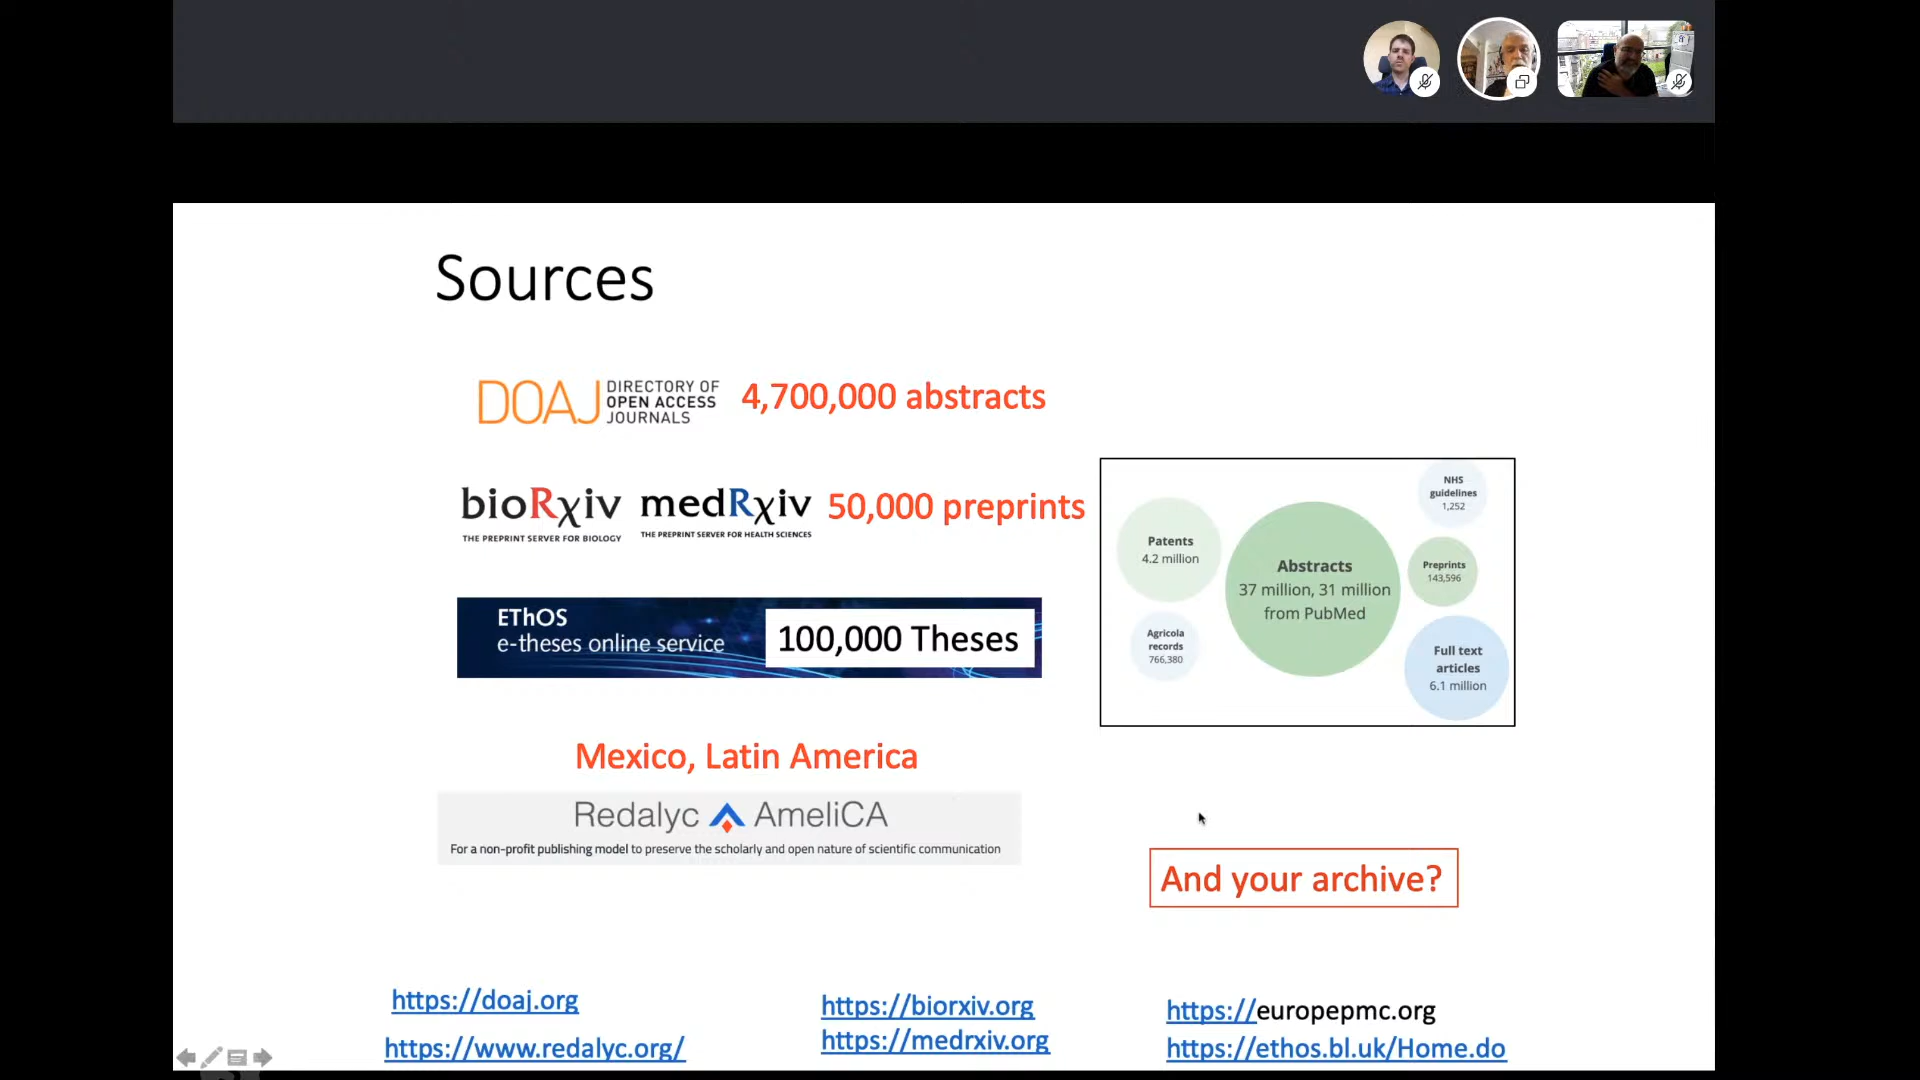 Sources
DOAJ
DIRECTORY OF
OPEN ACCESS
JOURNALS
4,700,000 abstracts
bioRχiv
THE PREPRINT SERVER FOR BIOLOGY
medRχiv
THE PREPRINT SERVER FOR HEALTH SCIENCES
50,000 preprints
EThOS
e-theses online service
100,000 Theses
Mexico, Latin America
Redalyc AmeliCA
For a non-profit publishing model to preserve the scholarly and open nature of scientific communication
NHS
guidelines
1,252
Patents
4.2 million
Abstracts
37 million, 31 million
from PubMed
Preprints
143,596
Agricola
records
766,380
Full text
articles
6.1 million
And your archive?
https://doaj.org
https://www.redalyc.org/
https://biorxiv.org
https://medrxiv.org
https://europepmc.org
https://ethos.bl.uk/Home.do